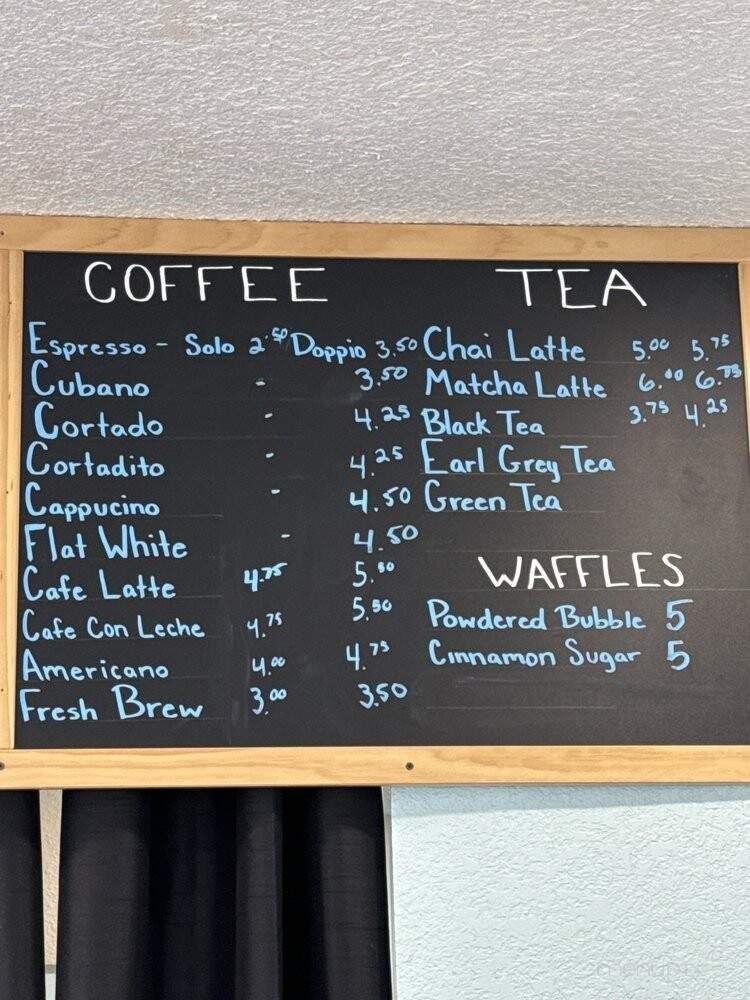 COFFEE
Espresso - Solo 2.50 Doppio 3.50
Cubano - 3.50
Cortado - 4.25
Cortadito - 4.25
Cappucino - 4.50
Flat White - 4.50
Cafe Latte 4.75 5.50
Cafe Con Leche 4.75 5.50
Americano 4.00 4.75
Fresh Brew 3.00 3.50
TEA
Chai Latte 5.00 5.75
Matcha Latte 6.00 6.75
Black Tea 3.75 4.25
Earl Grey Tea
Green Tea
WAFFLES
Powdered Bubble 5
Cinnamon Sugar 5